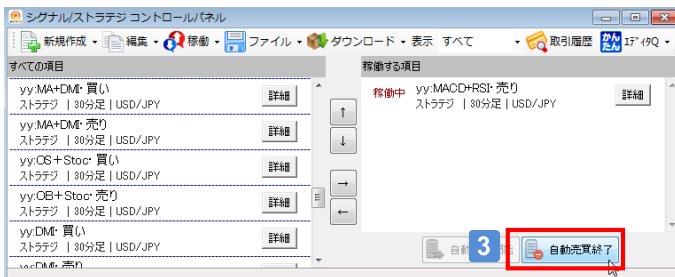 シグナル/ストラテジ コントロールパネル
新規作成 編集 稼働 ファイル ダウンロード 表示 すべて 取引履歴 かんたん ｴﾃﾞｨﾀQ
すべての項目
稼働する項目
yy:MA+DMI・買い
詳細
ストラテジ | 30分足 | USD/JPY
yy:MA+DMI・売り
詳細
ストラテジ | 30分足 | USD/JPY
yy:OS+Stoc・買い
詳細
ストラテジ | 30分足 | USD/JPY
yy:OB+Stoc・売り
詳細
ストラテジ | 30分足 | USD/JPY
yy:DMI・買い
詳細
ストラテジ | 30分足 | USD/JPY
yy:DMI・売り
↑
↓
→
←
稼働中 yy:MACD+RSI・売り
詳細
ストラテジ | 30分足 | USD/JPY
3
自動売買終了